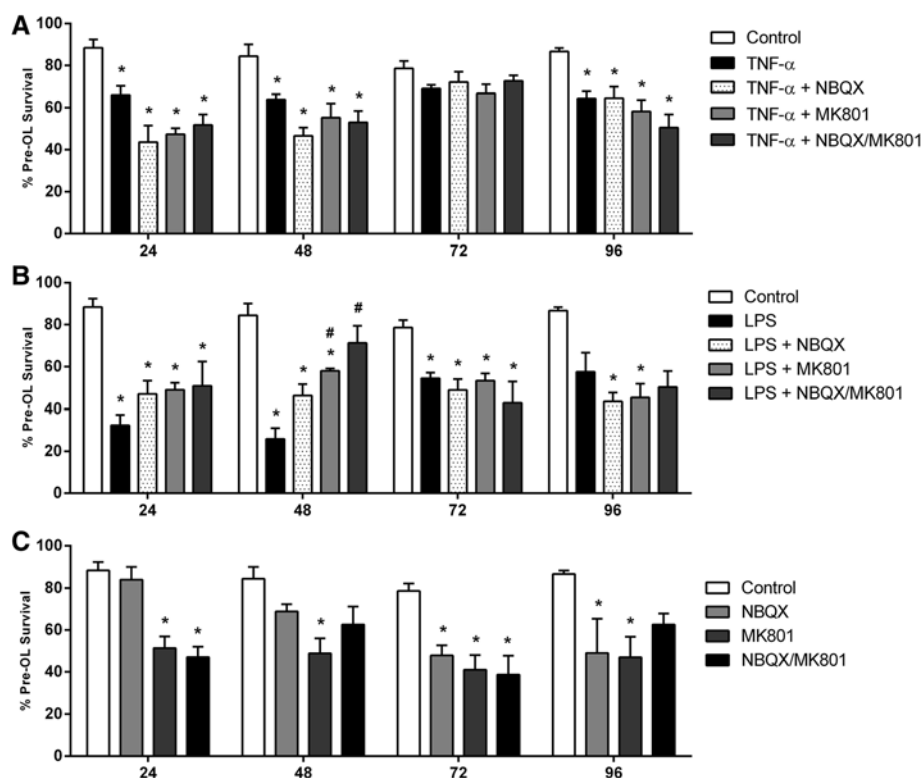 A
% Pre-OL Survival
100
80
60
40
20
0
* * * *
* * * *
* * * *
24 48 72 96
Control
TNF-α
TNF-α + NBQX
TNF-α + MK801
TNF-α + NBQX/MK801
B
% Pre-OL Survival
100
80
60
40
20
0
* * * *
* * # * #
* * * *
* *
24 48 72 96
Control
LPS
LPS + NBQX
LPS + MK801
LPS + NBQX/MK801
C
% Pre-OL Survival
100
80
60
40
20
0
* *
*
* * *
* *
24 48 72 96
Control
NBQX
MK801
NBQX/MK801